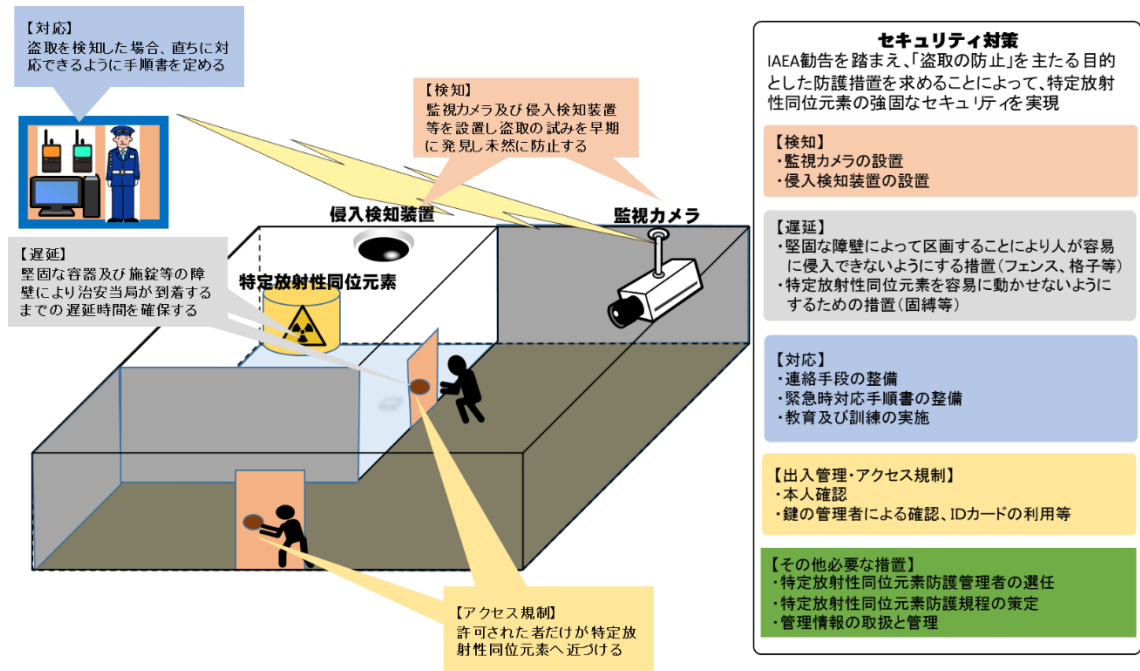 【対応】
盗取を検知した場合、直ちに対
応できるように手順書を定める
【検知】
監視カメラ及び侵入検知装置
等を設置し盗取の試みを早期
に発見し未然に防止する
侵入検知装置
監視カメラ
【遅延】
堅固な容器及び施錠等の障
壁により治安当局が到着する
までの遅延時間を確保する
特定放射性同位元素
【アクセス規制】
許可された者だけが特定放
射性同位元素へ近づける
セキュリティ対策
IAEA勧告を踏まえ、「盗取の防止」を主たる目的
とした防護措置を求めることによって、特定放射
性同位元素の強固なセキュリティを実現
【検知】
・監視カメラの設置
・侵入検知装置の設置
【遅延】
・堅固な障壁によって区画することにより人が容易
に侵入できないようにする措置(フェンス、格子等)
・特定放射性同位元素を容易に動かせないように
するための措置(固縛等)
【対応】
・連絡手段の整備
・緊急時対応手順書の整備
・教育及び訓練の実施
【出入管理・アクセス規制】
・本人確認
・鍵の管理者による確認、IDカードの利用等
【その他必要な措置】
・特定放射性同位元素防護管理者の選任
・特定放射性同位元素防護規程の策定
・管理情報の取扱と管理